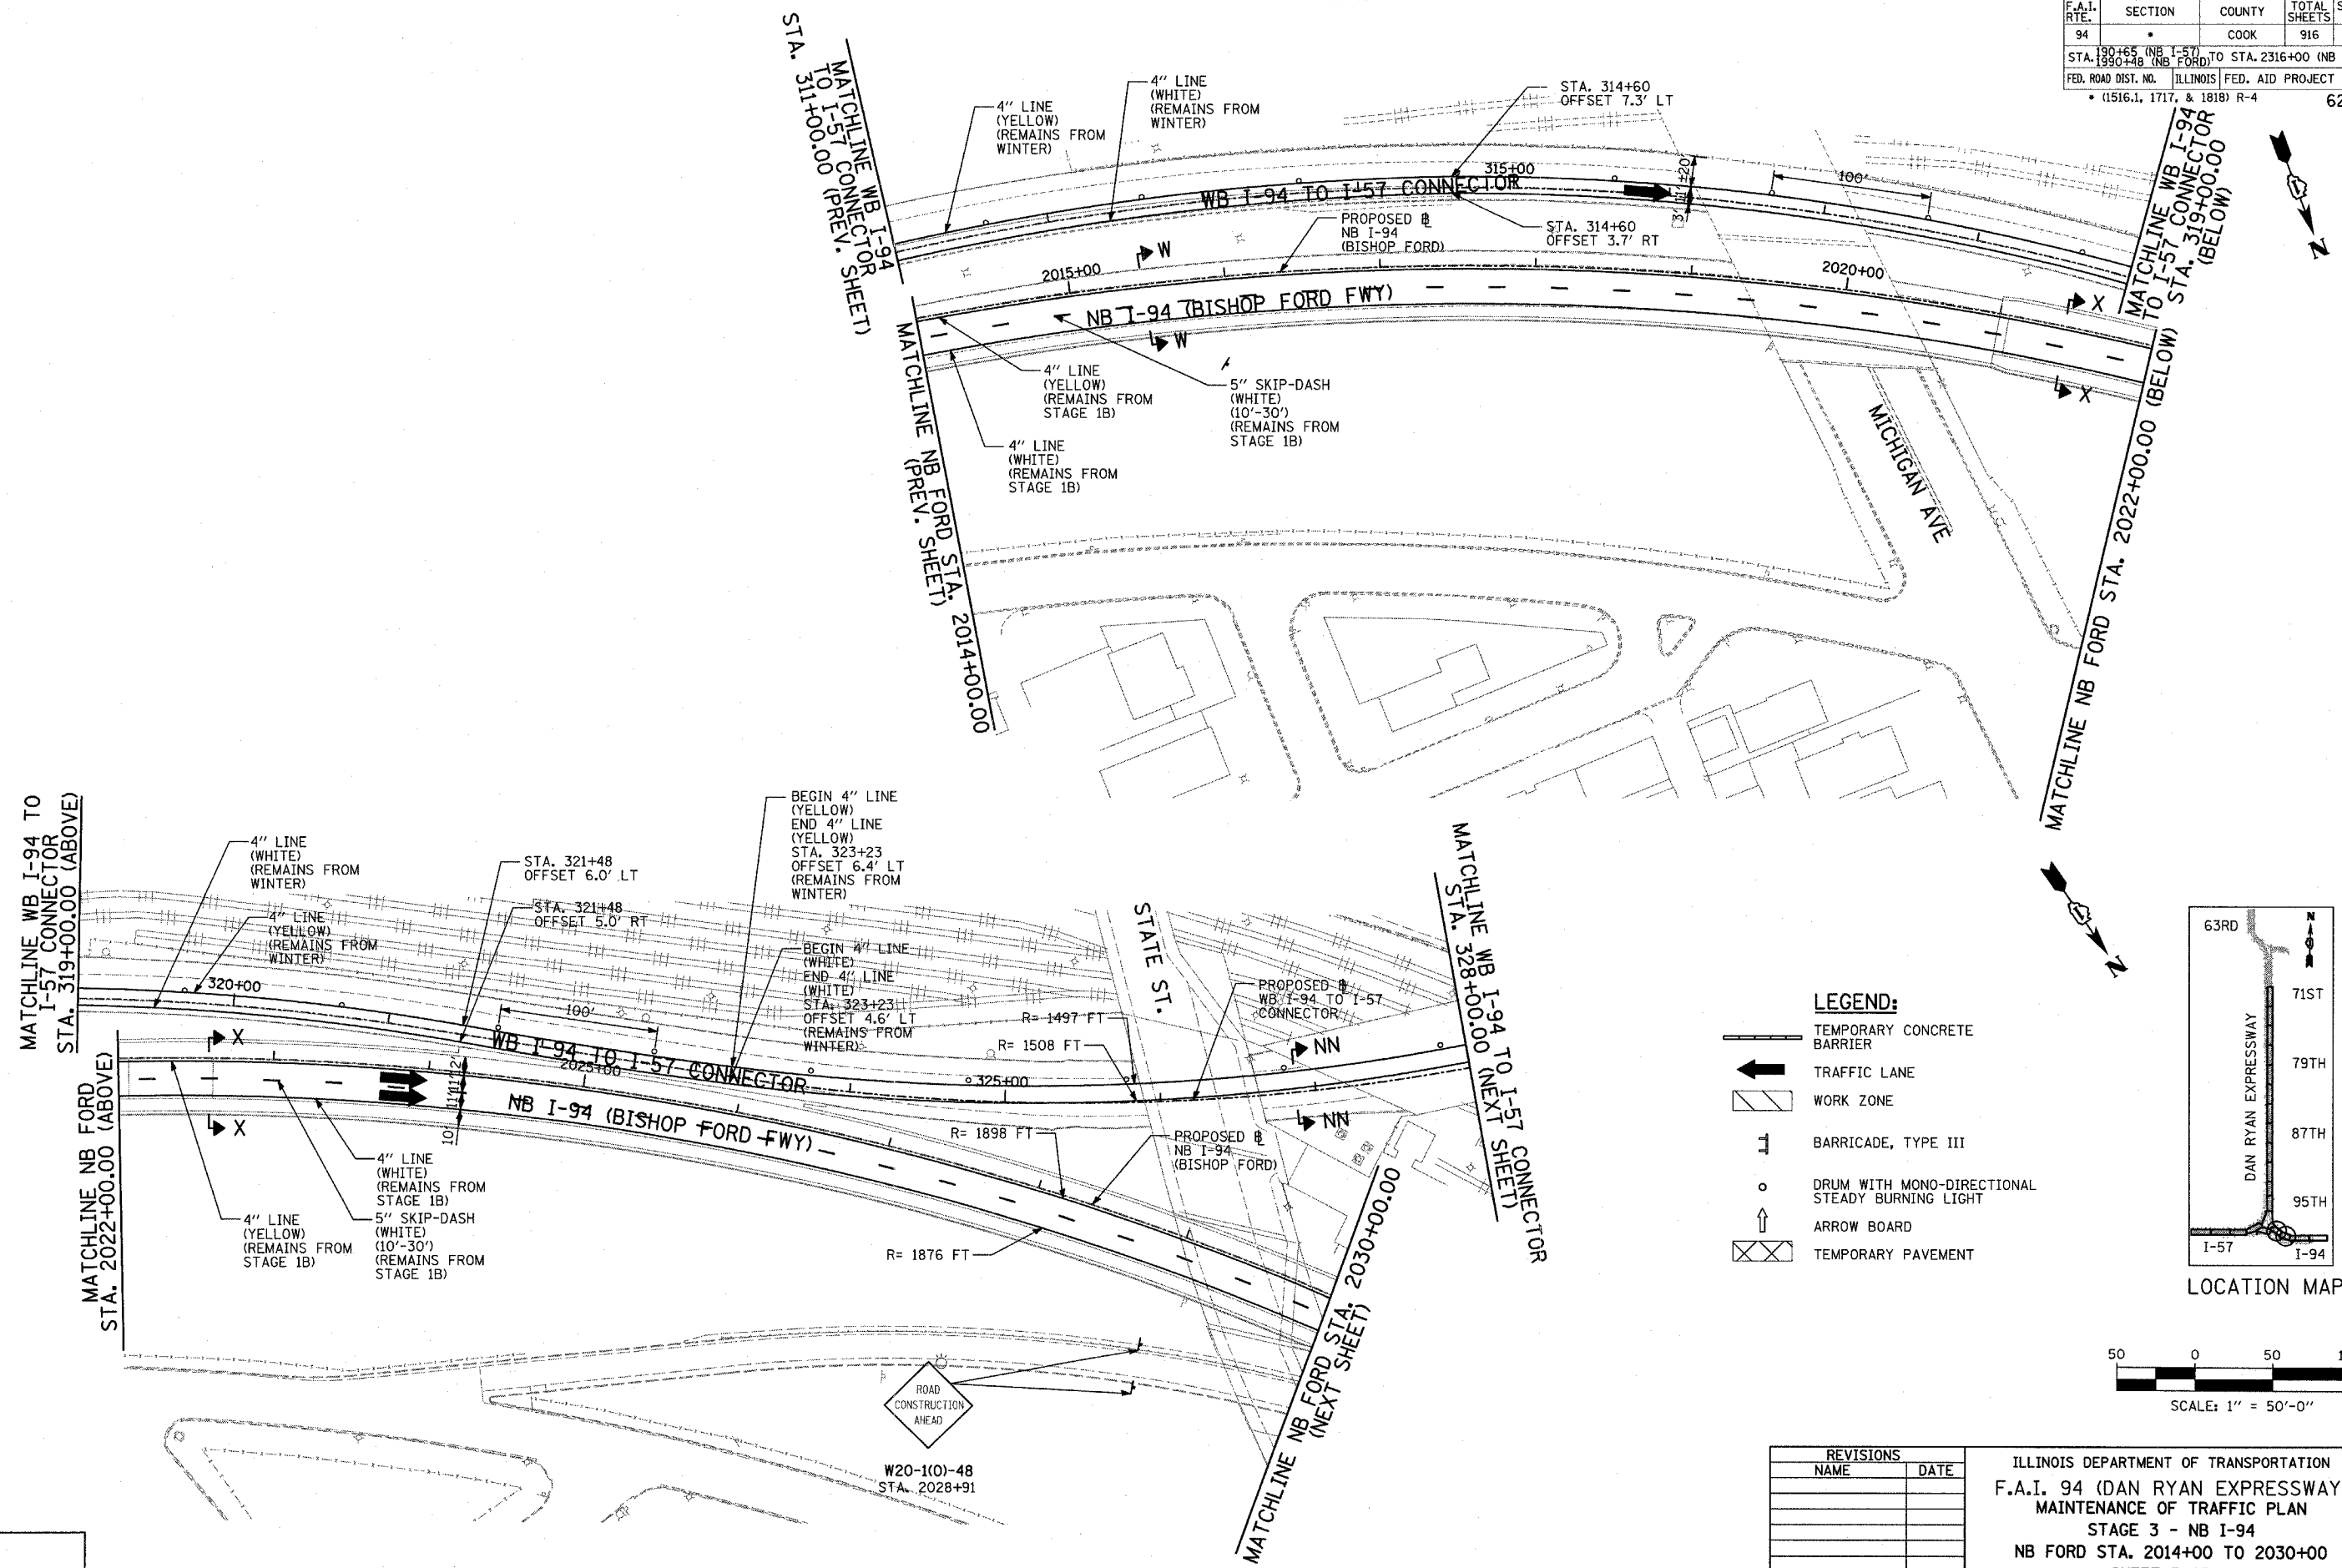 F.A.I. RTE. SECTION COUNTY TOTAL SHEETS
94 • COOK 916
STA. 190+65 (NB I-57) 1990+48 (NB FORD) TO STA. 2316+00 (NB
FED. ROAD DIST. NO. ILLINOIS FED. AID PROJECT
• (1516.1, 1717, & 1818) R-4
MATCHLINE WB I-94
TO I-57 CONNECTOR
STA. 311+00.00 (PREV. SHEET)
4" LINE
(YELLOW)
(REMAINS FROM
WINTER)
4" LINE
(WHITE)
(REMAINS FROM
WINTER)
STA. 314+60
OFFSET 7.3' LT
315+00
WB I-94 TO I-57 CONNECTOR
100'
PROPOSED ℄
NB I-94
(BISHOP FORD)
STA. 314+60
OFFSET 3.7' RT
W
2015+00
2020+00
NB I-94 (BISHOP FORD FWY)
W
X
X
4" LINE
(YELLOW)
(REMAINS FROM
STAGE 1B)
5" SKIP-DASH
(WHITE)
(10'-30')
(REMAINS FROM
STAGE 1B)
4" LINE
(WHITE)
(REMAINS FROM
STAGE 1B)
MATCHLINE NB FORD STA. 2014+00.00
(PREV. SHEET)
MICHIGAN AVE
MATCHLINE WB I-94
TO I-57 CONNECTOR
STA. 319+00.00
(BELOW)
MATCHLINE NB FORD STA. 2022+00.00 (BELOW)
N
MATCHLINE WB I-94 TO
I-57 CONNECTOR
STA. 319+00.00 (ABOVE)
4" LINE
(WHITE)
(REMAINS FROM
WINTER)
4" LINE
(YELLOW)
(REMAINS FROM
WINTER)
STA. 321+48
OFFSET 6.0' LT
STA. 321+48
OFFSET 5.0' RT
BEGIN 4" LINE
(YELLOW)
END 4" LINE
(YELLOW)
STA. 323+23
OFFSET 6.4' LT
(REMAINS FROM
WINTER)
BEGIN 4" LINE
(WHITE)
END 4" LINE
(WHITE)
STA. 323+23
OFFSET 4.6' LT
(REMAINS FROM
WINTER)
320+00
100'
WB I-94 TO I-57 CONNECTOR
2025+00
325+00
R= 1497 FT
R= 1508 FT
STATE ST.
PROPOSED ℄
WB I-94 TO I-57
CONNECTOR
NN
NN
MATCHLINE WB I-94 TO I-57 CONNECTOR
STA. 328+00.00 (NEXT SHEET)
X
X
10' 11' 11' 12'
NB I-94 (BISHOP FORD FWY)
R= 1898 FT
PROPOSED ℄
NB I-94
(BISHOP FORD)
R= 1876 FT
MATCHLINE NB FORD
STA. 2022+00.00 (ABOVE)
4" LINE
(YELLOW)
(REMAINS FROM
STAGE 1B)
4" LINE
(WHITE)
(REMAINS FROM
STAGE 1B)
5" SKIP-DASH
(WHITE)
(10'-30')
(REMAINS FROM
STAGE 1B)
MATCHLINE NB FORD STA. 2030+00.00
(NEXT SHEET)
ROAD
CONSTRUCTION
AHEAD
W20-1(O)-48
STA. 2028+91
N
LEGEND:
TEMPORARY CONCRETE
BARRIER
TRAFFIC LANE
WORK ZONE
BARRICADE, TYPE III
DRUM WITH MONO-DIRECTIONAL
STEADY BURNING LIGHT
ARROW BOARD
TEMPORARY PAVEMENT
63RD
N
71ST
DAN RYAN EXPRESSWAY
79TH
87TH
95TH
I-57
I-94
LOCATION MAP
50 0 50
SCALE: 1" = 50'-0"
REVISIONS
NAME DATE
ILLINOIS DEPARTMENT OF TRANSPORTATION
F.A.I. 94 (DAN RYAN EXPRESSWAY
MAINTENANCE OF TRAFFIC PLAN
STAGE 3 - NB I-94
NB FORD STA. 2014+00 TO 2030+00